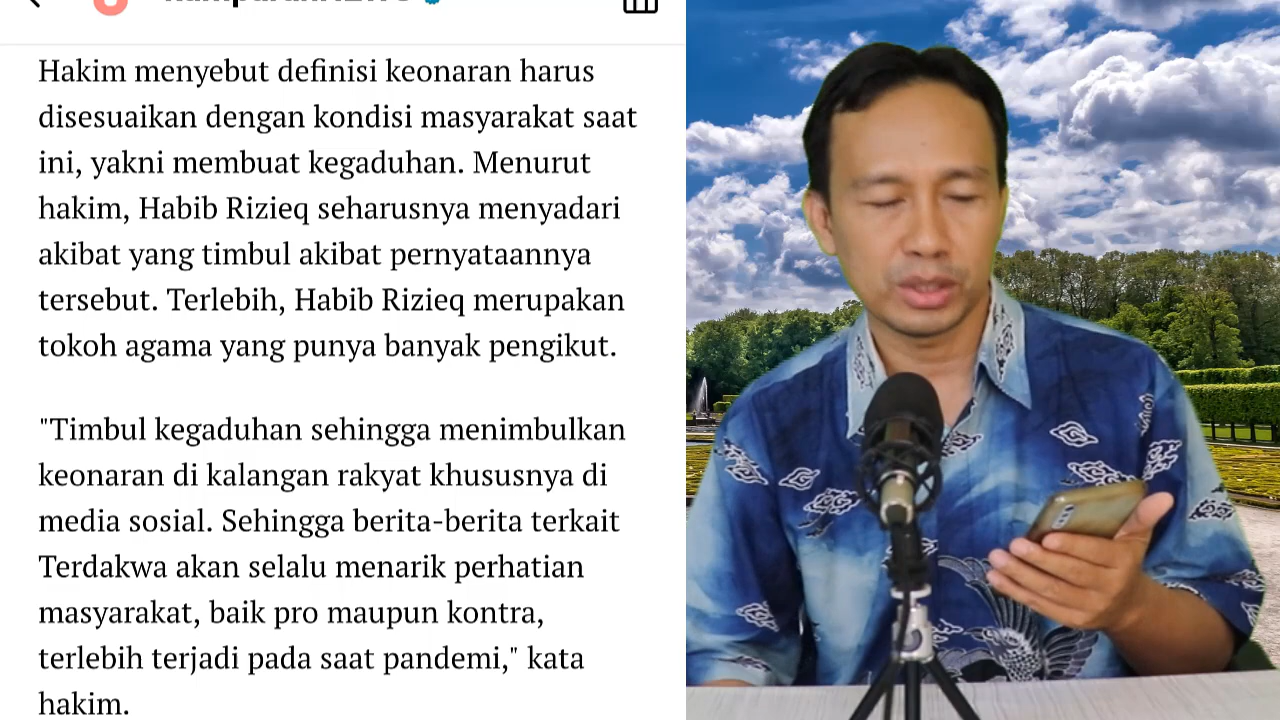 Hakim menyebut definisi keonaran harus
disesuaikan dengan kondisi masyarakat saat
ini, yakni membuat kegaduhan. Menurut
hakim, Habib Rizieq seharusnya menyadari
akibat yang timbul akibat pernyataannya
tersebut. Terlebih, Habib Rizieq merupakan
tokoh agama yang punya banyak pengikut.
"Timbul kegaduhan sehingga menimbulkan
keonaran di kalangan rakyat khususnya di
media sosial. Sehingga berita-berita terkait
Terdakwa akan selalu menarik perhatian
masyarakat, baik pro maupun kontra,
terlebih terjadi pada saat pandemi," kata
hakim.